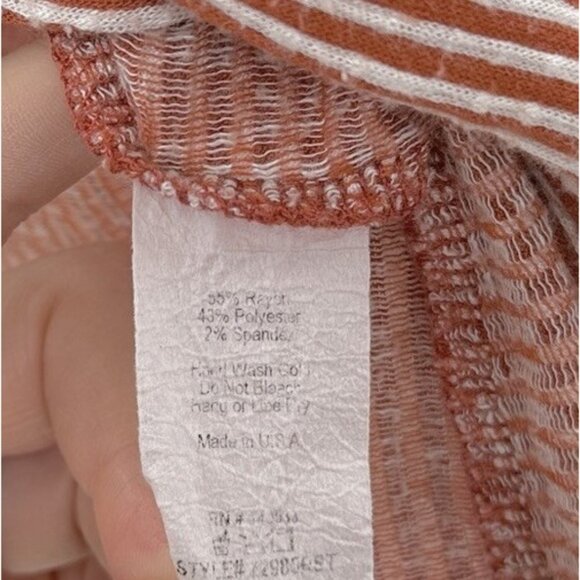 55% Rayon
43% Polyester
2% Spandex
Hand Wash Cold
Do Not Bleach
Hang or Line Dry
Made in U.S.A
RN #
STYLE#